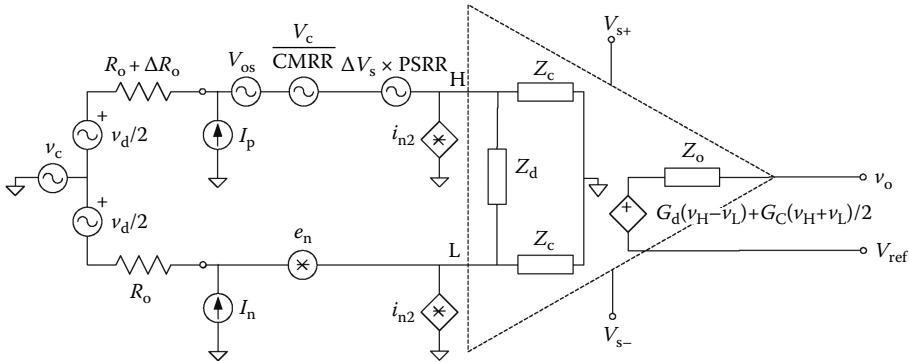 R_o + ΔR_o
V_os
V_c
CMRR
ΔV_s × PSRR
H
Z_c
V_s+
+
v_d/2
I_p
i_n2
Z_d
v_c
Z_o
v_o
+
v_d/2
+
G_d(v_H−v_L)+G_C(v_H+v_L)/2
e_n
L
Z_c
V_ref
R_o
I_n
i_n2
V_s−